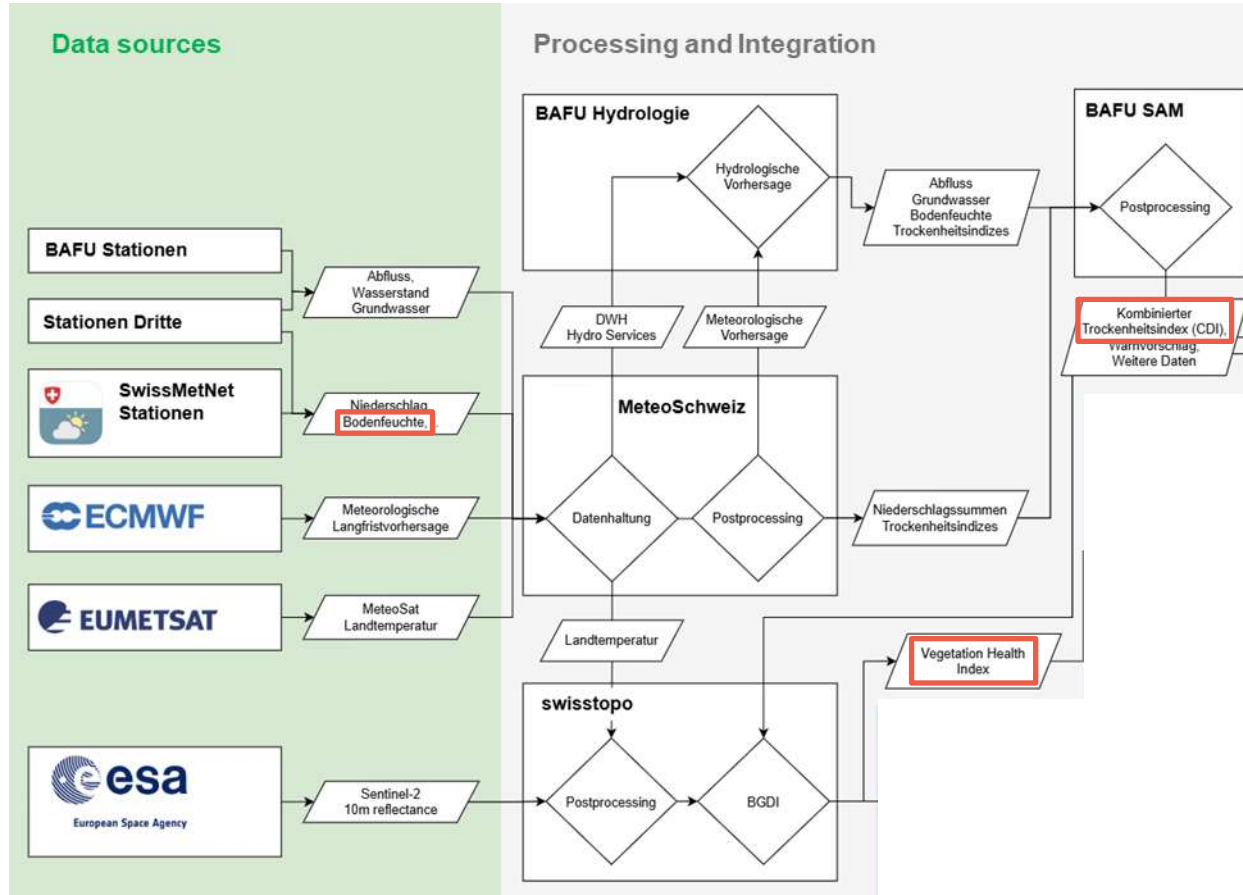 Data sources
Processing and Integration
BAFU Hydrologie
BAFU SAM
Hydrologische
Vorhersage
Abfluss
Grundwasser
Bodenfeuchte
Trockenheitsindizes
Postprocessing
BAFU Stationen
Abfluss,
Wasserstand
Grundwasser
Stationen Dritte
DWH
Hydro Services
Meteorologische
Vorhersage
Kombinierter
Trockenheitsindex (CDI),
Warnvorschlag,
Weitere Daten
SwissMetNet
Stationen
Niederschlag
Bodenfeuchte, .
MeteoSchweiz
ECMWF
Meteorologische
Langfristvorhersage
Datenhaltung
Postprocessing
Niederschlagssummen
Trockenheitsindizes
EUMETSAT
MeteoSat
Landtemperatur
Landtemperatur
Vegetation Health
Index
swisstopo
esa
European Space Agency
Sentinel-2
10m reflectance
Postprocessing
BGDI